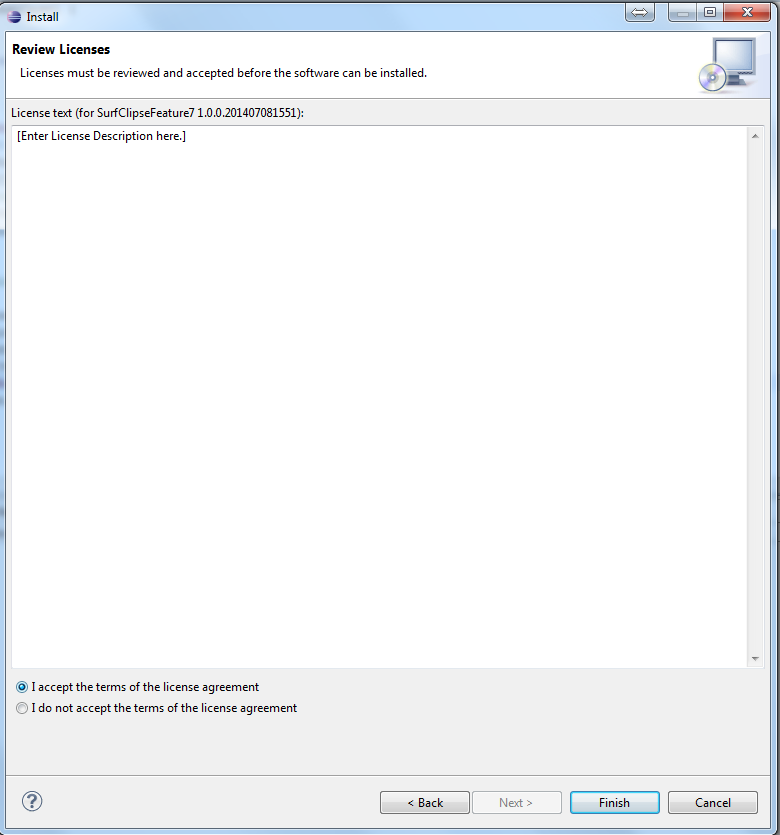 Install
Review Licenses
Licenses must be reviewed and accepted before the software can be installed.
License text (for SurfClipseFeature7 1.0.0.201407081551):
[Enter License Description here.]
I accept the terms of the license agreement
I do not accept the terms of the license agreement
?
< Back
Next >
Finish
Cancel